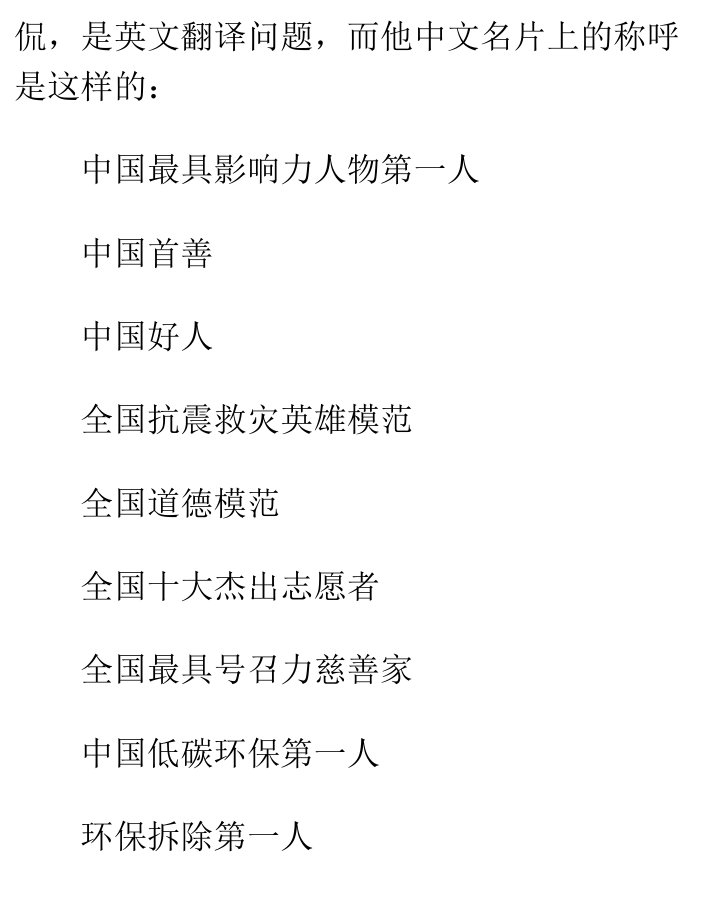 侃，是英文翻译问题，而他中文名片上的称呼
是这样的：
中国最具影响力人物第一人
中国首善
中国好人
全国抗震救灾英雄模范
全国道德模范
全国十大杰出志愿者
全国最具号召力慈善家
中国低碳环保第一人
环保拆除第一人